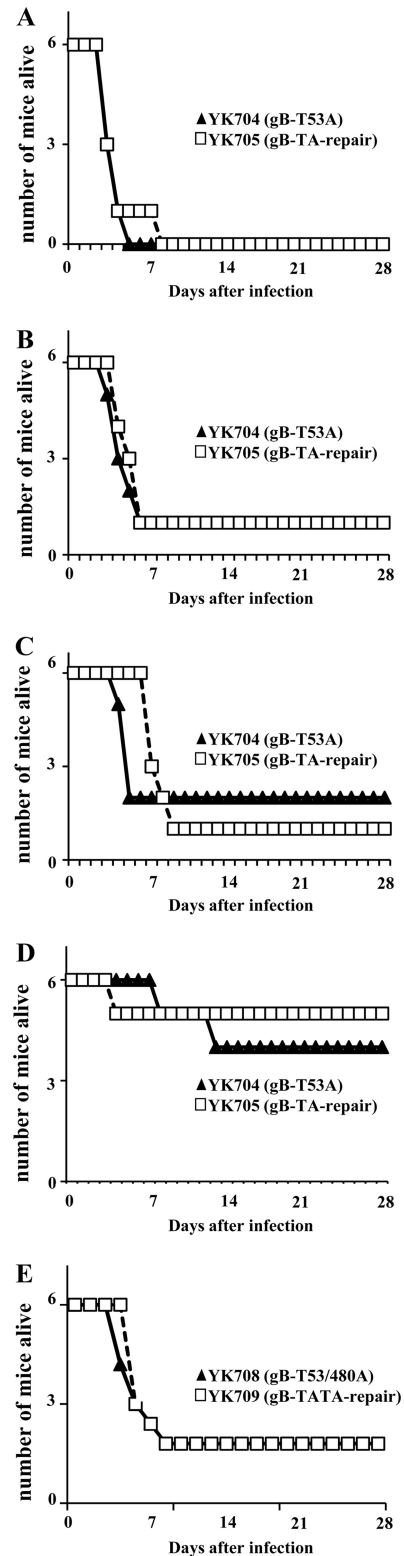 A
number of mice alive
6
3
0
▲YK704 (gB-T53A)
□YK705 (gB-TA-repair)
0 7 14 21 28
Days after infection
B
number of mice alive
6
3
0
▲YK704 (gB-T53A)
□YK705 (gB-TA-repair)
0 7 14 21 28
Days after infection
C
number of mice alive
6
3
0
▲YK704 (gB-T53A)
□YK705 (gB-TA-repair)
0 7 14 21 28
Days after infection
D
number of mice alive
6
3
0
▲YK704 (gB-T53A)
□YK705 (gB-TA-repair)
0 7 14 21 28
Days after infection
E
number of mice alive
6
3
0
▲YK708 (gB-T53/480A)
□YK709 (gB-TATA-repair)
0 7 14 21 28
Days after infection